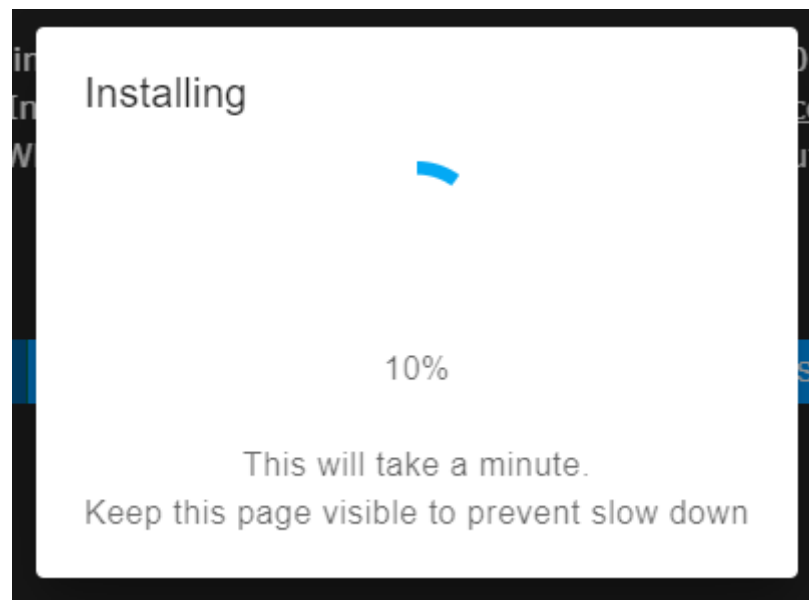 Installing
10%
This will take a minute.
Keep this page visible to prevent slow down